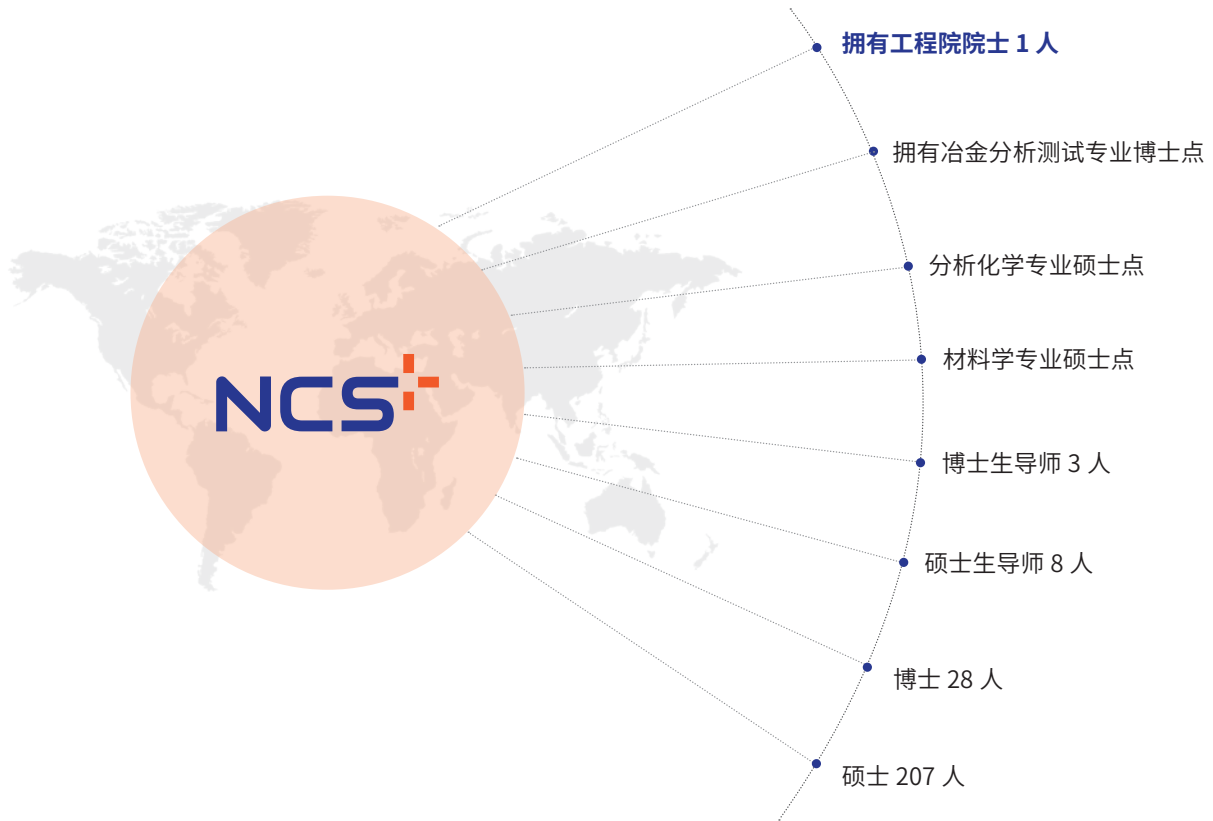 拥有工程院院士 1 人
拥有冶金分析测试专业博士点
分析化学专业硕士点
材料学专业硕士点
NCS
博士生导师 3 人
硕士生导师 8 人
博士 28 人
硕士 207 人